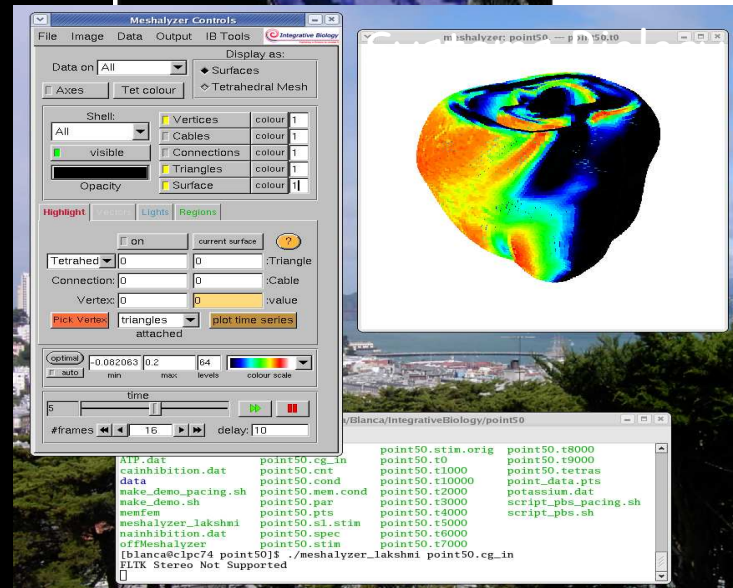 Meshalyzer Controls
File Image Data Output IB Tools Integrative Biology
Data on All
Display as:
Surfaces
Tetrahedral Mesh
Axes Tet colour
Shell:
All
visible
Opacity
Vertices colour 1
Cables colour 1
Connections colour 1
Triangles colour 1
Surface colour 1
Highlight Vectors Lights Regions
on current surface ?
Tetrahed 0 0 :Triangle
Connection: 0 0 :Cable
Vertex: 0 0 :value
Pick Vertex triangles plot time series
attached
optimal -0.082063 0.2 64
auto min max levels colour scale
time
5
#frames 16 delay: 10
meshalyzer: point50. — point50.t0
a/Blanca/IntegrativeBiology/point50
point50.stim.orig point50.t8000
ATP.dat point50.cg_in point50.t0 point50.t9000
cainhibition.dat point50.cnt point50.t1000 point50.tetras
data point50.cond point50.t10000 point_data.pts
make_demo_pacing.sh point50.mem.cond point50.t2000 potassium.dat
make_demo.sh point50.par point50.t3000 script_pbs_pacing.sh
memfem point50.pts point50.t4000 script_pbs.sh
meshalyzer_lakshmi point50.s1.stim point50.t5000
nainhibition.dat point50.spec point50.t6000
offMeshalyzer point50.stim point50.t7000
[blanca@clpc74 point50]$ ./meshalyzer_lakshmi point50.cg_in
FLTK Stereo Not Supported